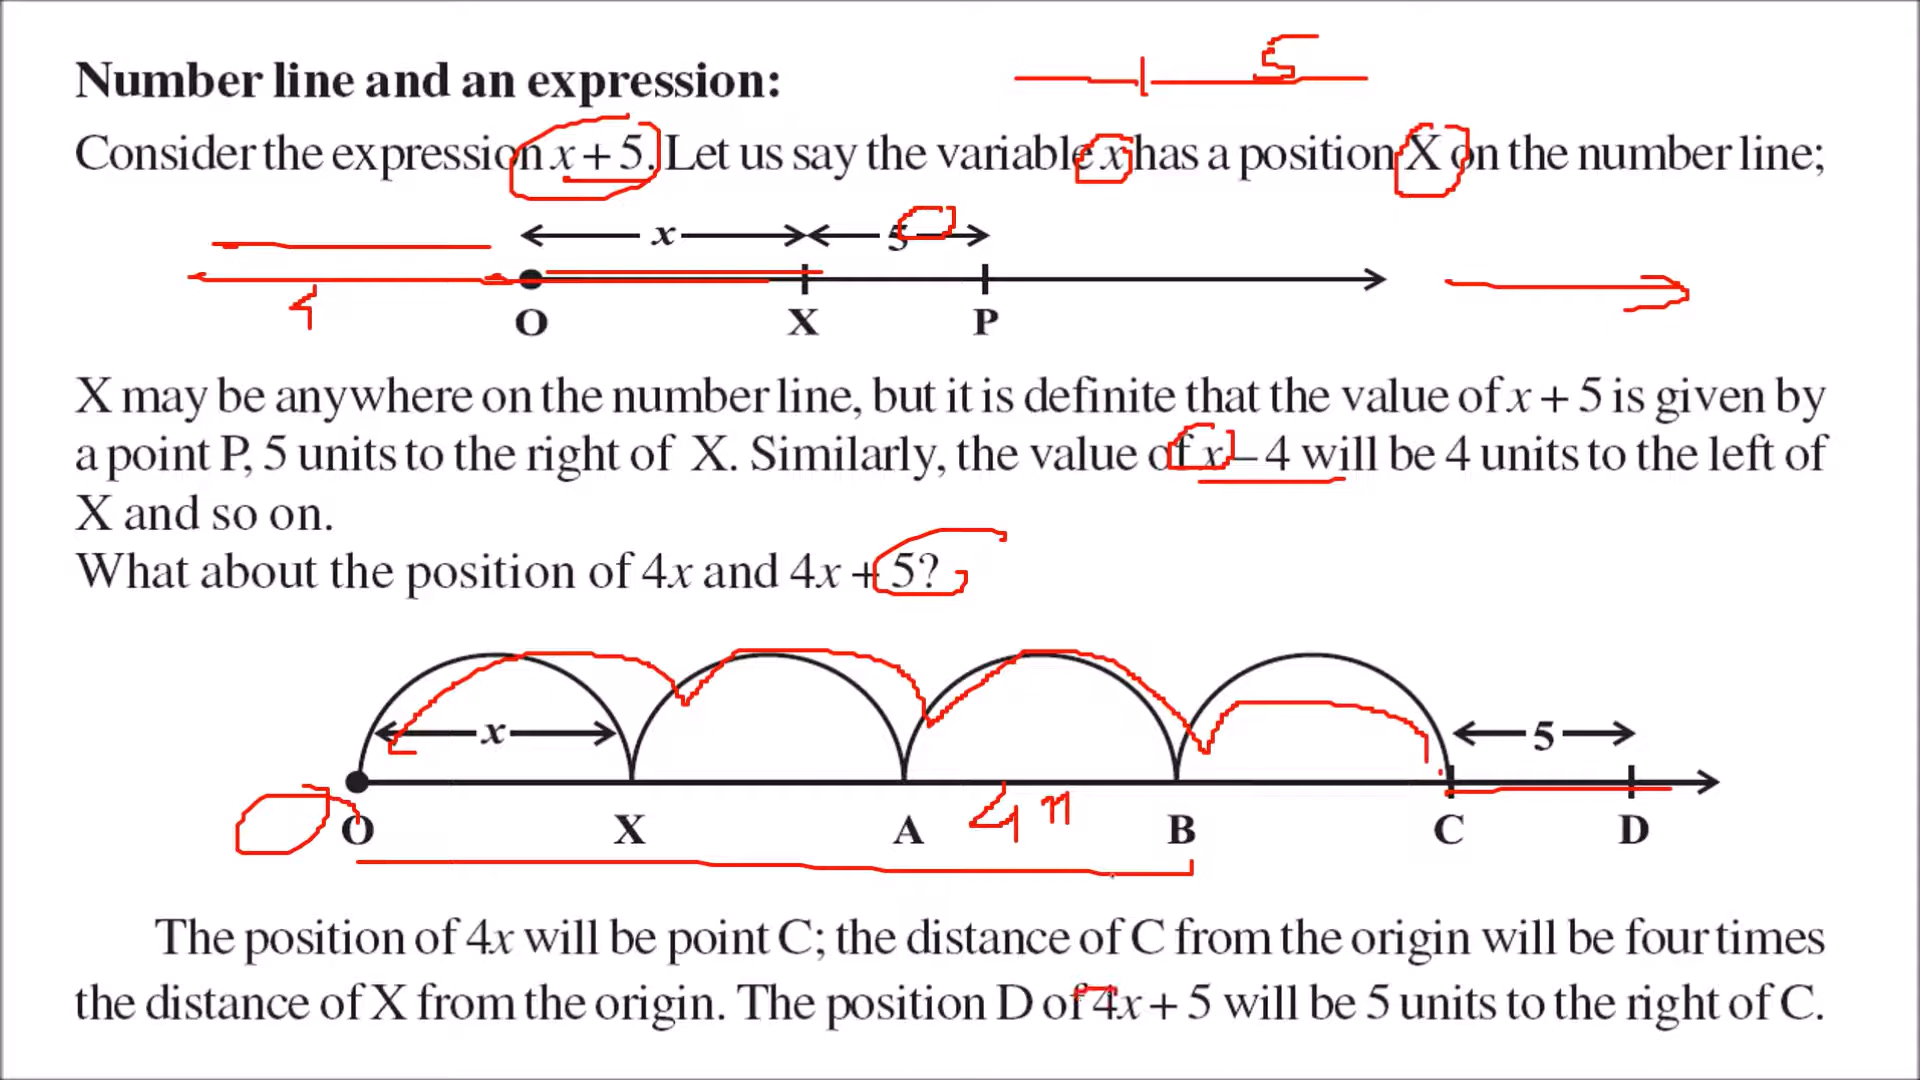 Number line and an expression:
5
Consider the expression x + 5. Let us say the variable x has a position X on the number line;
x 5
4
O X P
X may be anywhere on the number line, but it is definite that the value of x + 5 is given by
a point P, 5 units to the right of X. Similarly, the value of x – 4 will be 4 units to the left of
X and so on.
What about the position of 4x and 4x + 5?
x 5
O X A 4 B C D
The position of 4x will be point C; the distance of C from the origin will be four times
the distance of X from the origin. The position D of 4x + 5 will be 5 units to the right of C.